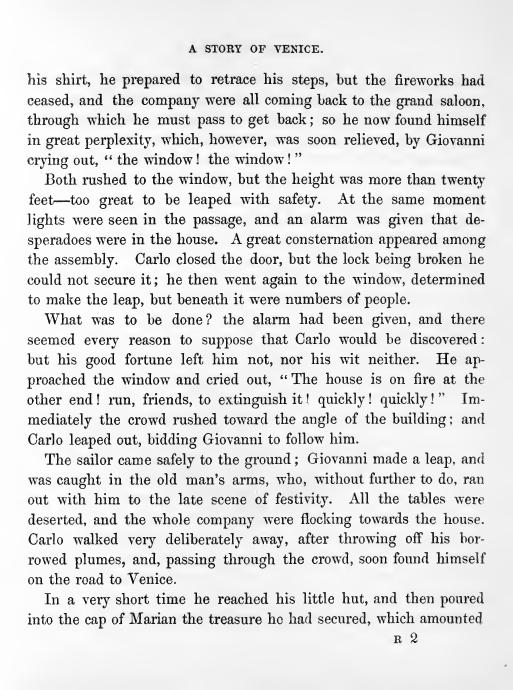 A STORY OF VENICE.
his shirt, he prepared to retrace his steps, but the fireworks had
ceased, and the company were all coming back to the grand saloon,
through which he must pass to get back; so he now found himself
in great perplexity, which, however, was soon relieved, by Giovanni
crying out, “ the window! the window!”
Both rushed to the window, but the height was more than twenty
feet—too great to be leaped with safety. At the same moment
lights were seen in the passage, and an alarm was given that de-
speradoes were in the house. A great consternation appeared among
the assembly. Carlo closed the door, but the lock being broken he
could not secure it; he then went again to the window, determined
to make the leap, but beneath it were numbers of people.
What was to be done? the alarm had been given, and there
seemed every reason to suppose that Carlo would be discovered:
but his good fortune left him not, nor his wit neither. He ap-
proached the window and cried out, “ The house is on fire at the
other end! run, friends, to extinguish it! quickly! quickly!” Im-
mediately the crowd rushed toward the angle of the building; and
Carlo leaped out, bidding Giovanni to follow him.
The sailor came safely to the ground; Giovanni made a leap, and
was caught in the old man's arms, who, without further to do, ran
out with him to the late scene of festivity. All the tables were
deserted, and the whole company were flocking towards the house.
Carlo walked very deliberately away, after throwing off his bor-
rowed plumes, and, passing through the crowd, soon found himself
on the road to Venice.
In a very short time he reached his little hut, and then poured
into the cap of Marian the treasure he had secured, which amounted
R 2